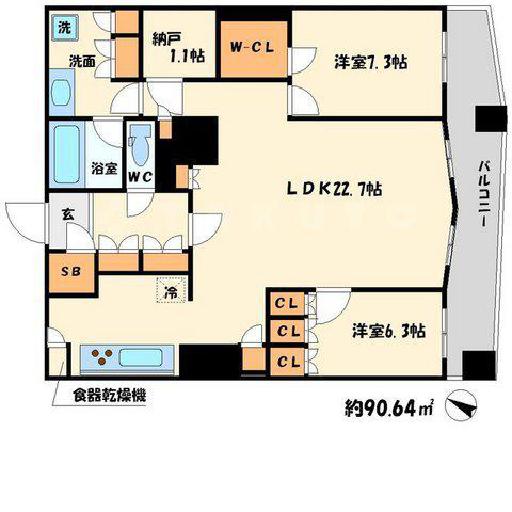 洗
洗面
納戸
1.1帖
W-CL
洋室7.3帖
浴室
WC
LDK22.7帖
バルコニー
玄
SB
冷
CL
CL
CL
洋室6.3帖
食器乾燥機
約90.64㎡